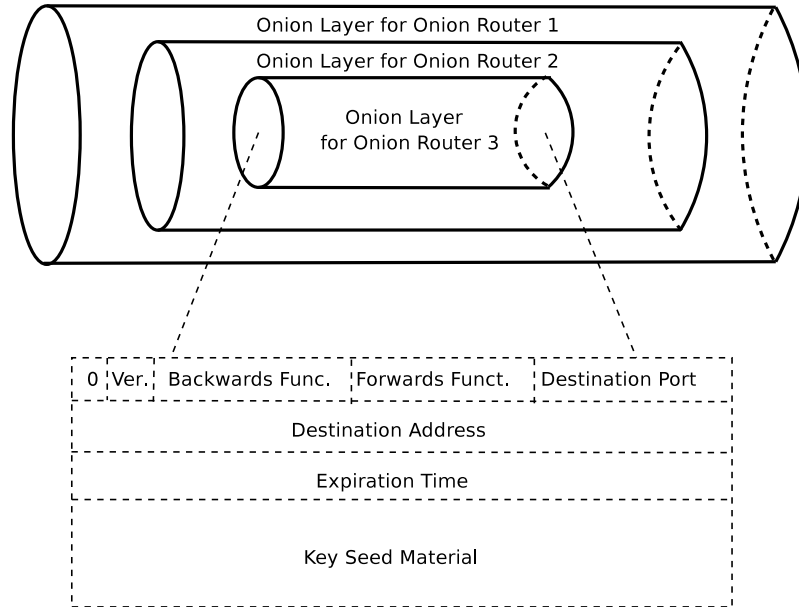 Onion Layer for Onion Router 1
Onion Layer for Onion Router 2
Onion Layer
for Onion Router 3
0 Ver. Backwards Func. Forwards Funct. Destination Port
Destination Address
Expiration Time
Key Seed Material